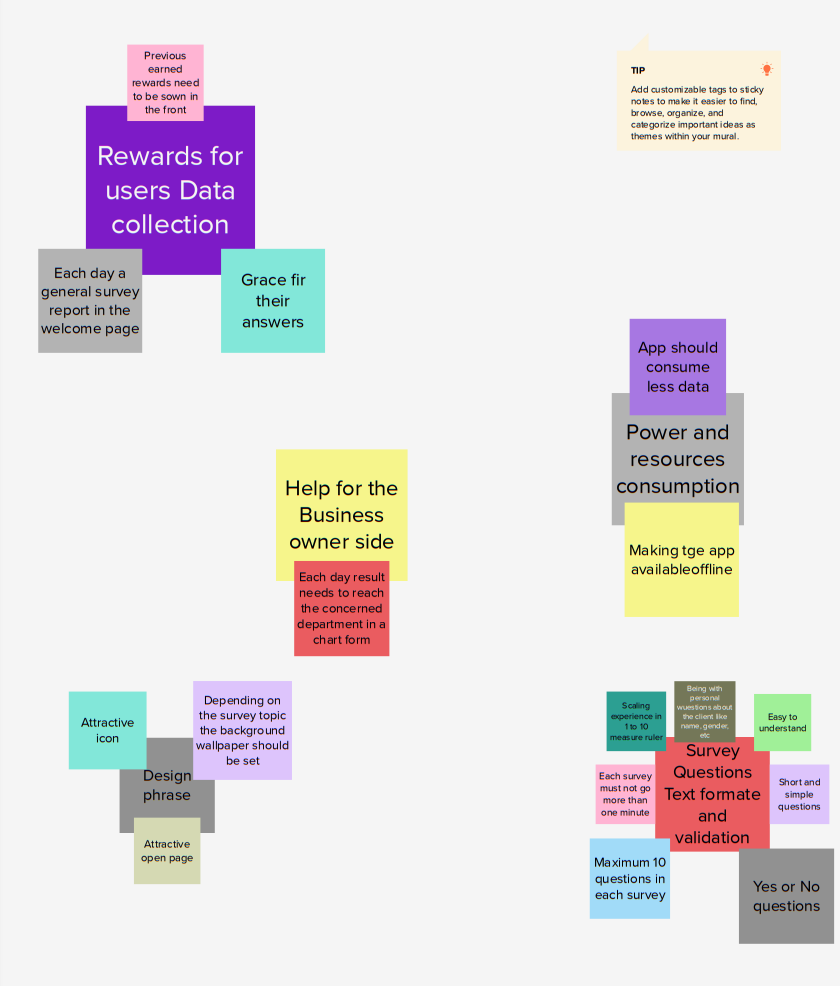 Previous
earned
rewards need
to be sown in
the front
Rewards for
users Data
collection
Each day a
general survey
report in the
welcome page
Grace fir
their
answers
TIP
Add customizable tags to sticky
notes to make it easier to find,
browse, organize, and
categorize important ideas as
themes within your mural.
App should
consume
less data
Power and
resources
consumption
Making tge app
availableoffline
Help for the
Business
owner side
Each day result
needs to reach
the concerned
department in a
chart form
Attractive
icon
Depending on
the survey topic
the background
wallpaper should
be set
Design
phrase
Attractive
open page
Scaling
experience in
1 to 10
measure ruler
Being with
personal
wuestions about
the client like
name, gender,
etc
Easy to
understand
Survey
Questions
Text formate
and
validation
Each survey
must not go
more than
one minute
Short and
simple
questions
Maximum 10
questions in
each survey
Yes or No
questions